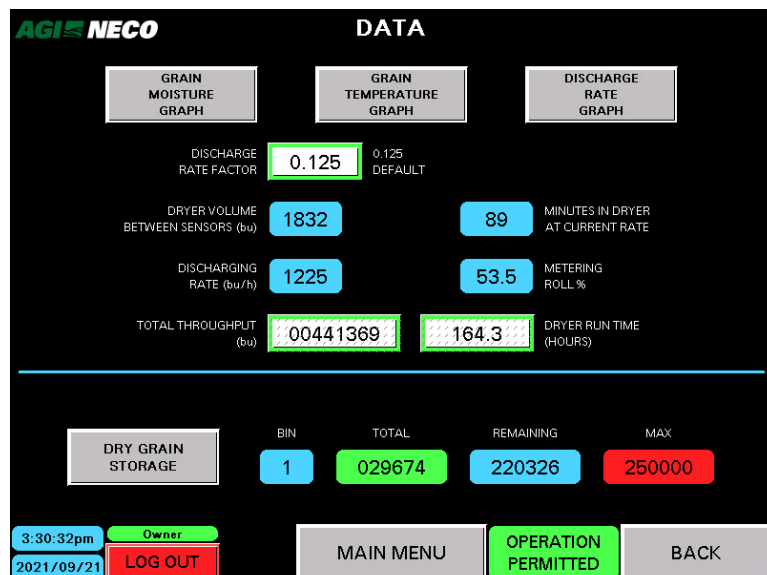 AGI NECO
DATA
GRAIN
MOISTURE
GRAPH
GRAIN
TEMPERATURE
GRAPH
DISCHARGE
RATE
GRAPH
DISCHARGE
RATE FACTOR
0.125
0.125
DEFAULT
DRYER VOLUME
BETWEEN SENSORS (bu)
1832
89
MINUTES IN DRYER
AT CURRENT RATE
DISCHARGING
RATE (bu/h)
1225
53.5
METERING
ROLL %
TOTAL THROUGHPUT
(bu)
00441369
164.3
DRYER RUN TIME
(HOURS)
DRY GRAIN
STORAGE
BIN
1
TOTAL
029674
REMAINING
220326
MAX
250000
3:30:32pm
2021/09/21
Owner
LOG OUT
MAIN MENU
OPERATION
PERMITTED
BACK